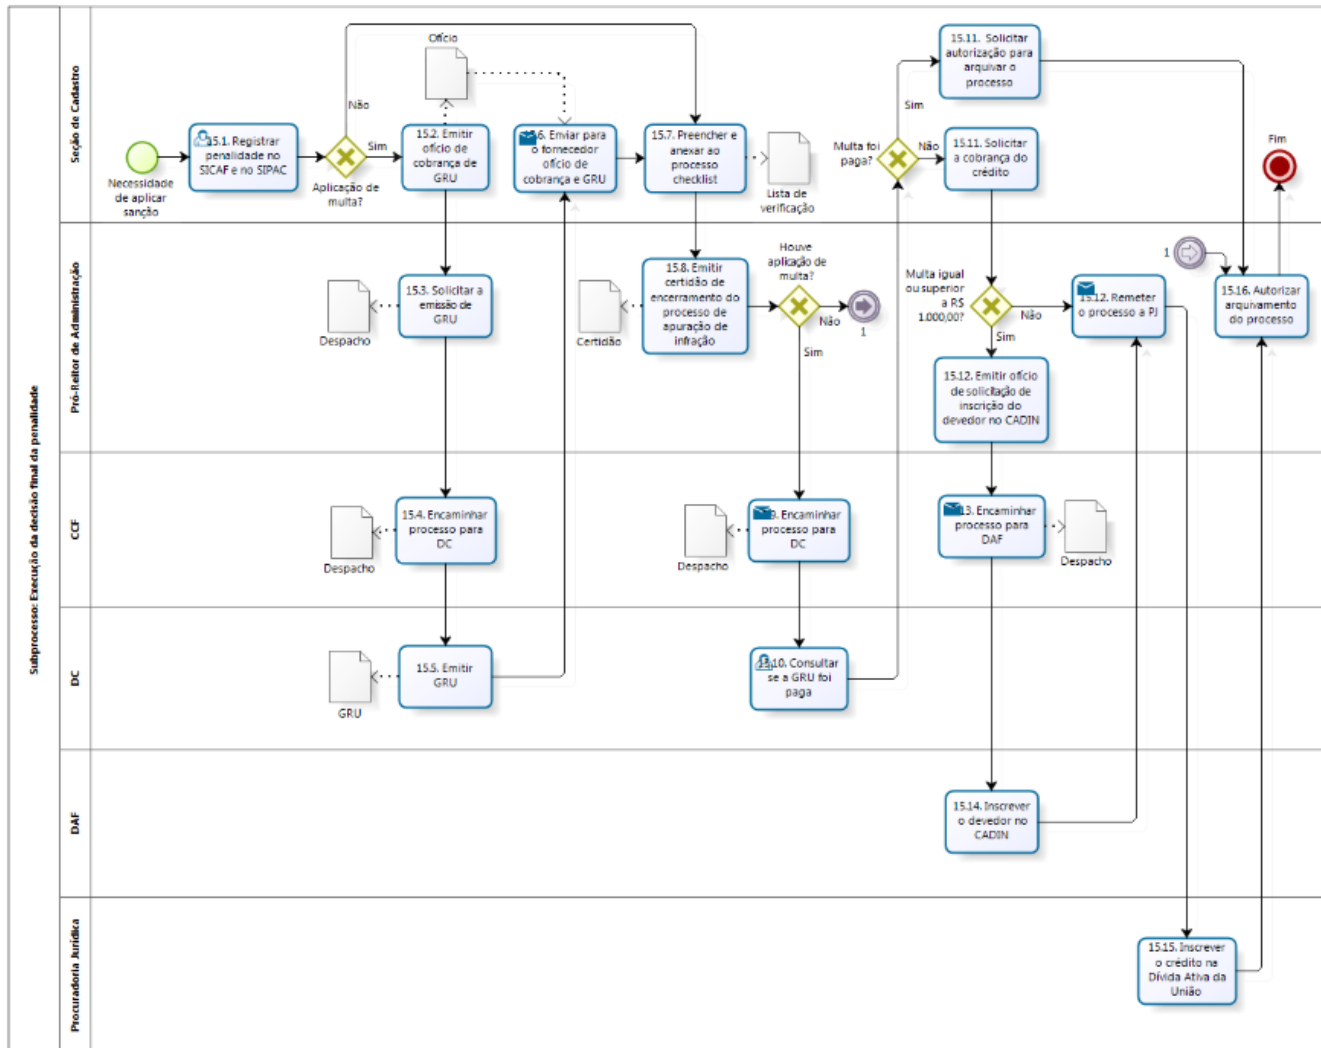 Subprocesso: Execução da decisão final da penalidade
Seção de Cadastro
Necessidade
de aplicar
sanção
15.1. Registrar
penalidade no
SICAF e no SIPAC
Aplicação de
multa?
Não
Sim
Ofício
15.2. Emitir
ofício de
cobrança de
GRU
6. Enviar para
o fornecedor
ofício de
cobrança e GRU
15.7. Preencher e
anexar ao
processo
checklist
Lista de
verificação
Multa foi
paga?
Sim
Não
15.11. Solicitar
autorização para
arquivar o
processo
15.11. Solicitar
a cobrança do
crédito
Fim
Pró-Reitor de Administração
Despacho
15.3. Solicitar a
emissão de
GRU
Certidão
15.8. Emitir
certidão de
encerramento do
processo de
apuração de
infração
Houve
aplicação de
multa?
Não
Sim
1
Multa igual
ou superior
a R$
1.000,00?
Não
Sim
15.12. Remeter
o processo a PJ
15.12. Emitir ofício
de solicitação de
inscrição do
devedor no CADIN
1
15.16. Autorizar
arquivamento
do processo
CCF
Despacho
15.4. Encaminhar
processo para
DC
Despacho
9. Encaminhar
processo para
DC
13. Encaminhar
processo para
DAF
Despacho
DC
GRU
15.5. Emitir
GRU
15.10. Consultar
se a GRU foi
paga
DAF
15.14. Inscrever
o devedor no
CADIN
Procuradoria Jurídica
15.15. Inscrever
o crédito na
Dívida Ativa da
União